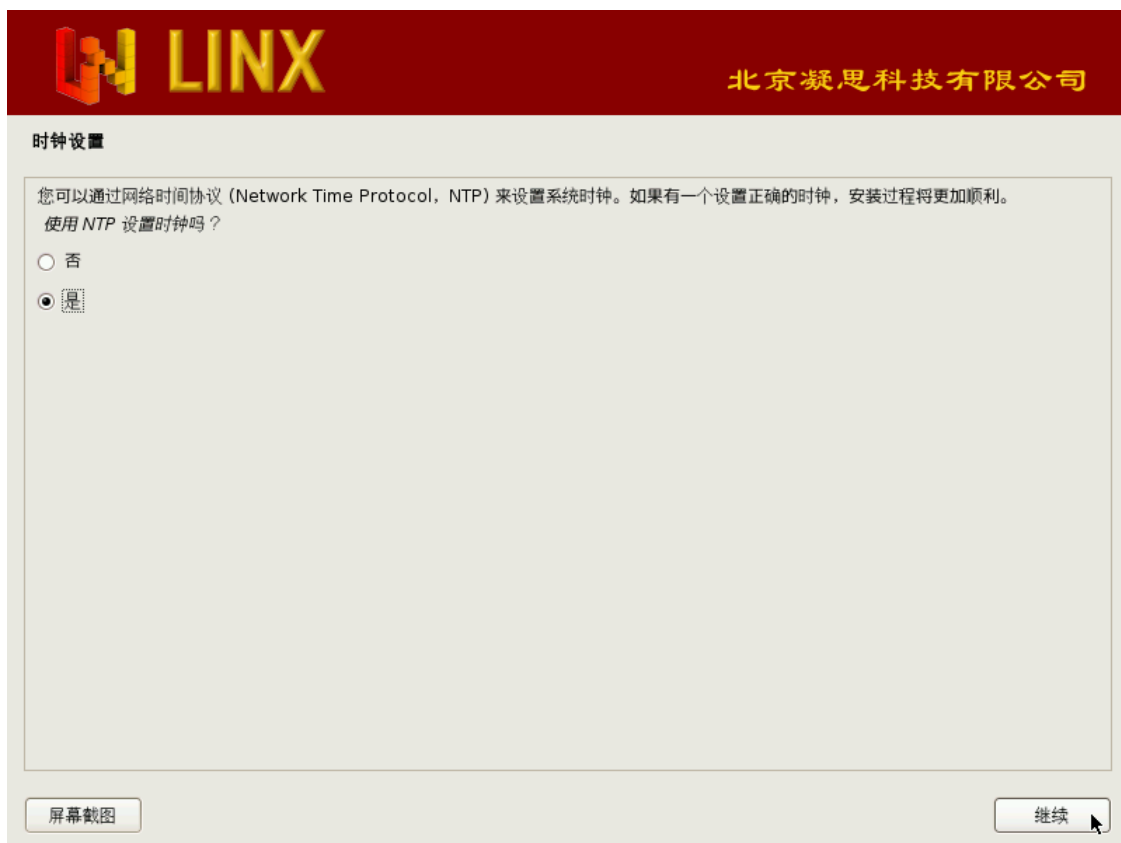 LINX
北京凝思科技有限公司
时钟设置
您可以通过网络时间协议 (Network Time Protocol，NTP) 来设置系统时钟。如果有一个设置正确的时钟，安装过程将更加顺利。
使用 NTP 设置时钟吗？
否
是
屏幕截图
继续